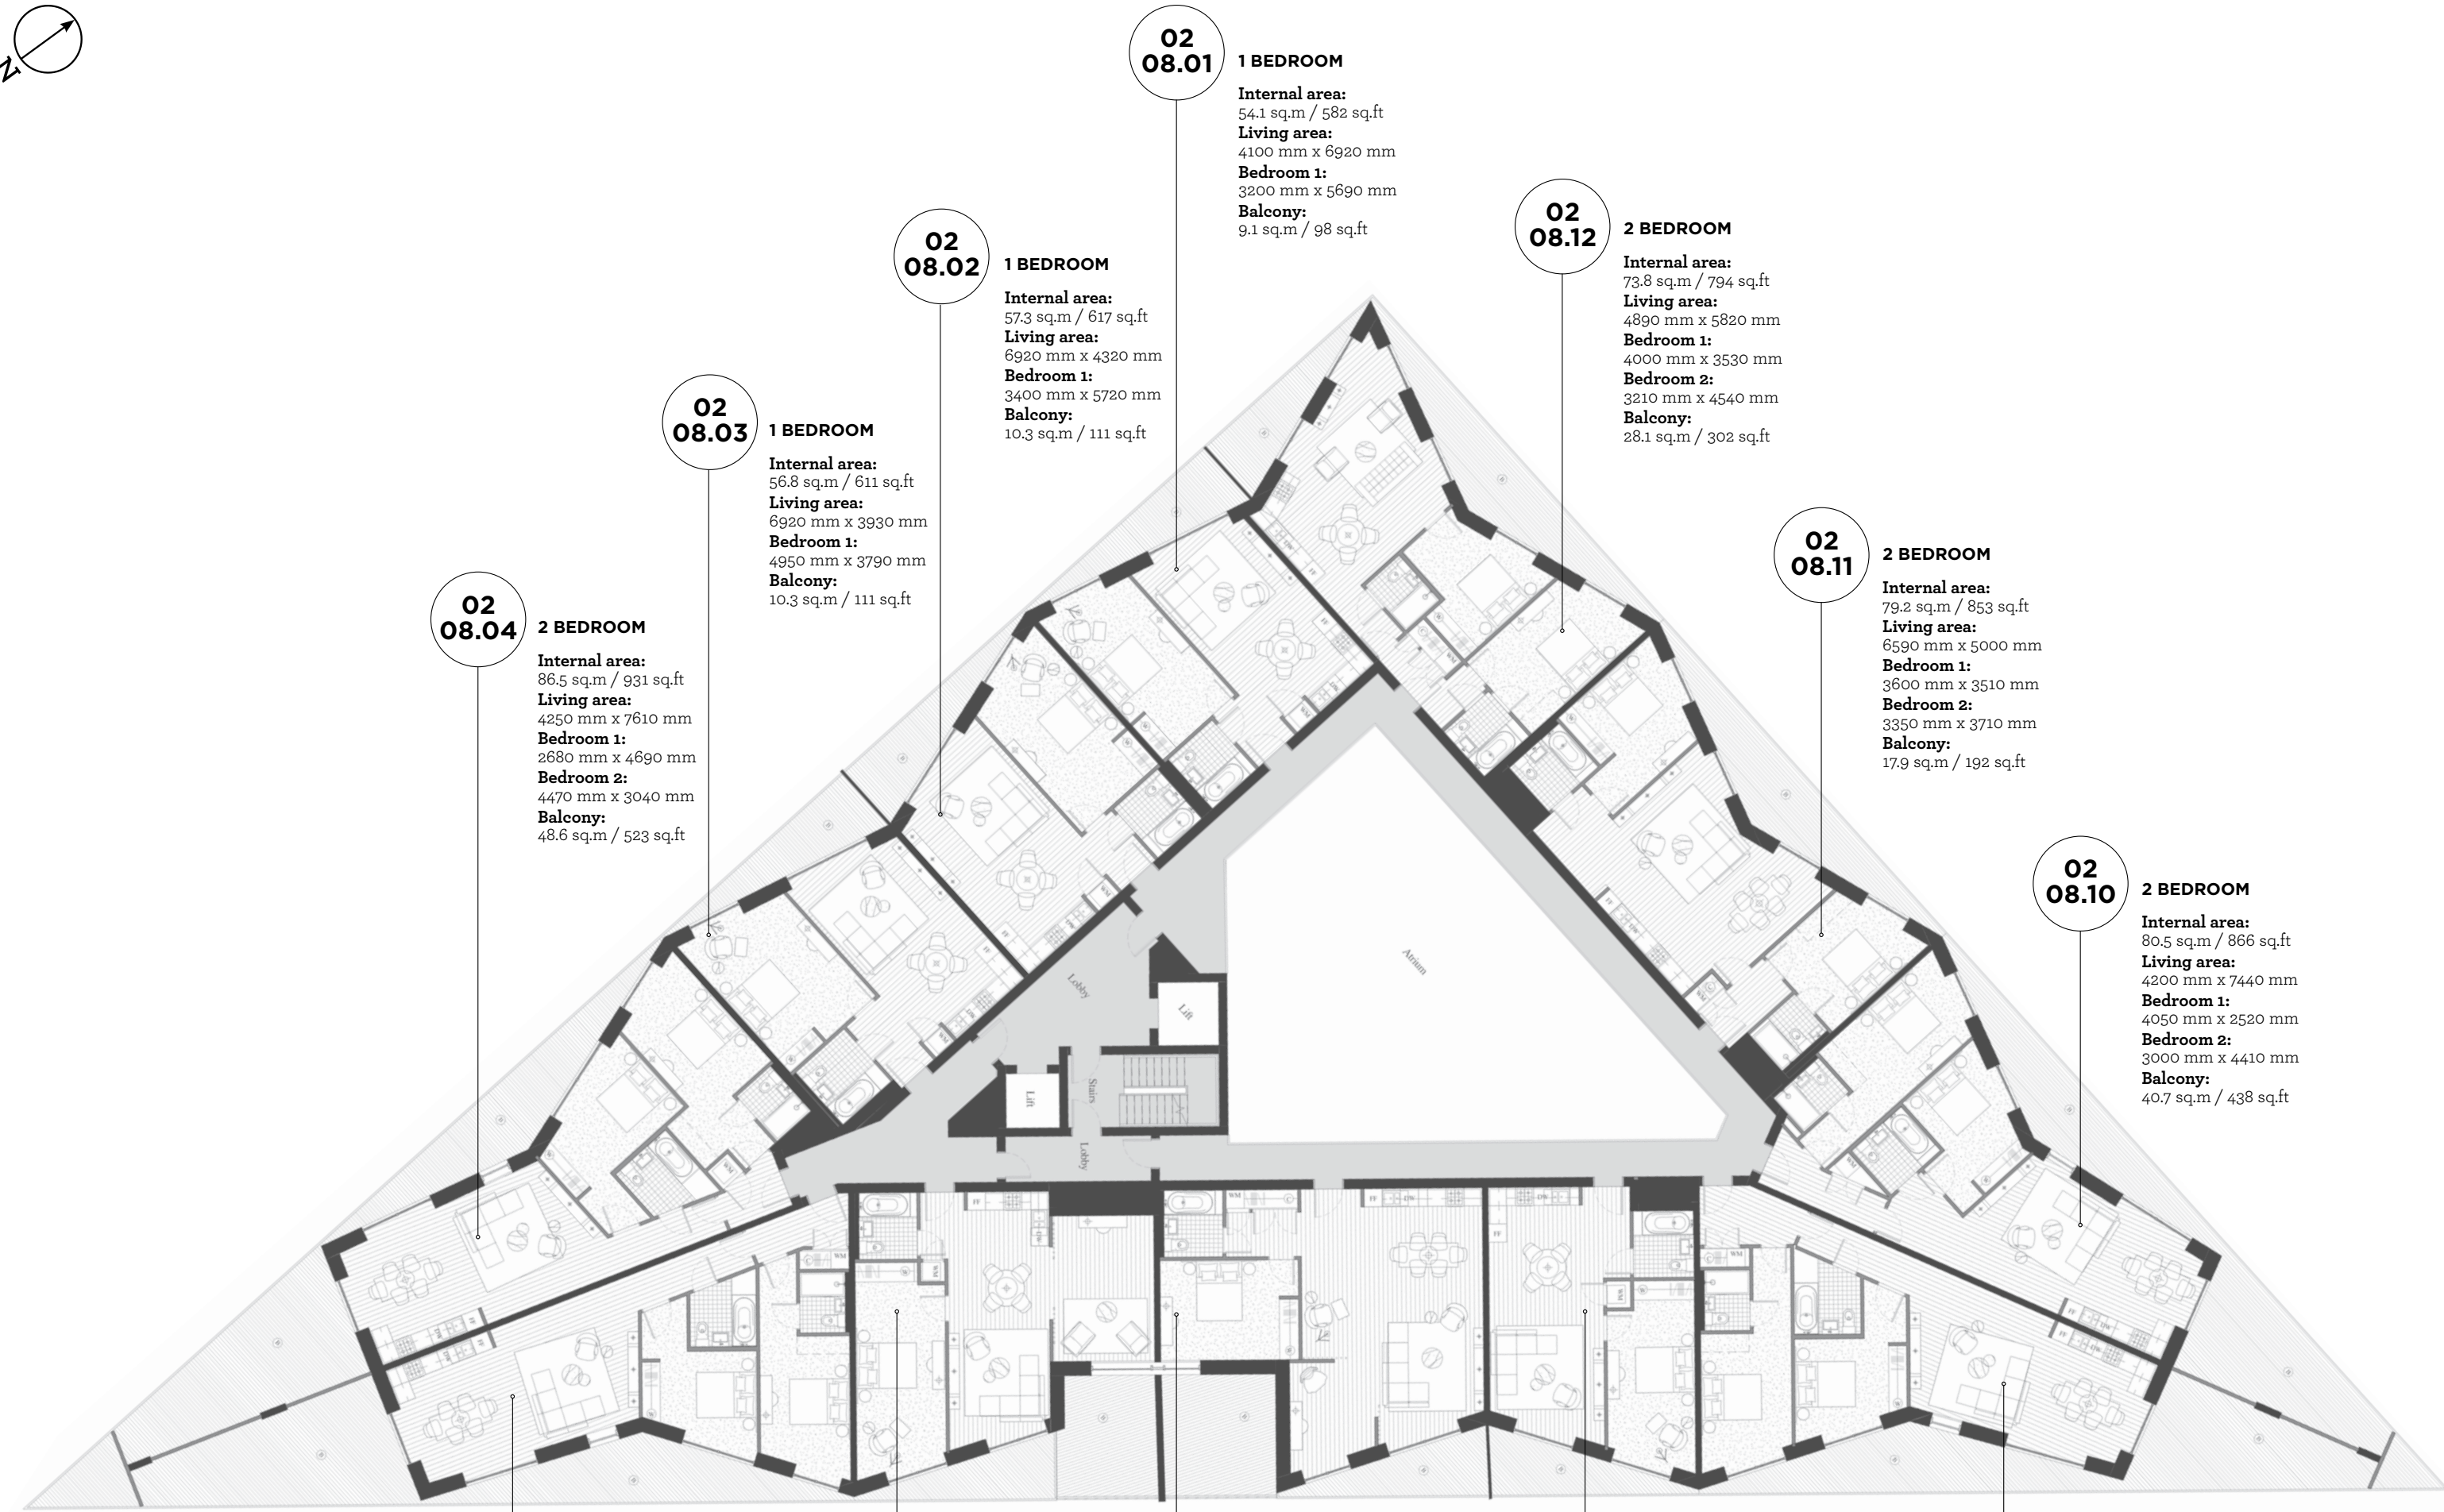 N
02
08.01
1 BEDROOM
Internal area:
54.1 sq.m / 582 sq.ft
Living area:
4100 mm x 6920 mm
Bedroom 1:
3200 mm x 5690 mm
Balcony:
9.1 sq.m / 98 sq.ft
02
08.12
2 BEDROOM
Internal area:
73.8 sq.m / 794 sq.ft
Living area:
4890 mm x 5820 mm
Bedroom 1:
4000 mm x 3530 mm
Bedroom 2:
3210 mm x 4540 mm
Balcony:
28.1 sq.m / 302 sq.ft
02
08.02
1 BEDROOM
Internal area:
57.3 sq.m / 617 sq.ft
Living area:
6920 mm x 4320 mm
Bedroom 1:
3400 mm x 5720 mm
Balcony:
10.3 sq.m / 111 sq.ft
02
08.03
1 BEDROOM
Internal area:
56.8 sq.m / 611 sq.ft
Living area:
6920 mm x 3930 mm
Bedroom 1:
4950 mm x 3790 mm
Balcony:
10.3 sq.m / 111 sq.ft
02
08.11
2 BEDROOM
Internal area:
79.2 sq.m / 853 sq.ft
Living area:
6590 mm x 5000 mm
Bedroom 1:
3600 mm x 3510 mm
Bedroom 2:
3350 mm x 3710 mm
Balcony:
17.9 sq.m / 192 sq.ft
02
08.04
2 BEDROOM
Internal area:
86.5 sq.m / 931 sq.ft
Living area:
4250 mm x 7610 mm
Bedroom 1:
2680 mm x 4690 mm
Bedroom 2:
4470 mm x 3040 mm
Balcony:
48.6 sq.m / 523 sq.ft
02
08.10
2 BEDROOM
Internal area:
80.5 sq.m / 866 sq.ft
Living area:
4200 mm x 7440 mm
Bedroom 1:
4050 mm x 2520 mm
Bedroom 2:
3000 mm x 4410 mm
Balcony:
40.7 sq.m / 438 sq.ft
Atrium
Lobby
Lift
Stairs
Lift
Lobby
WM
FF
FF
DW
FF
WM
WM